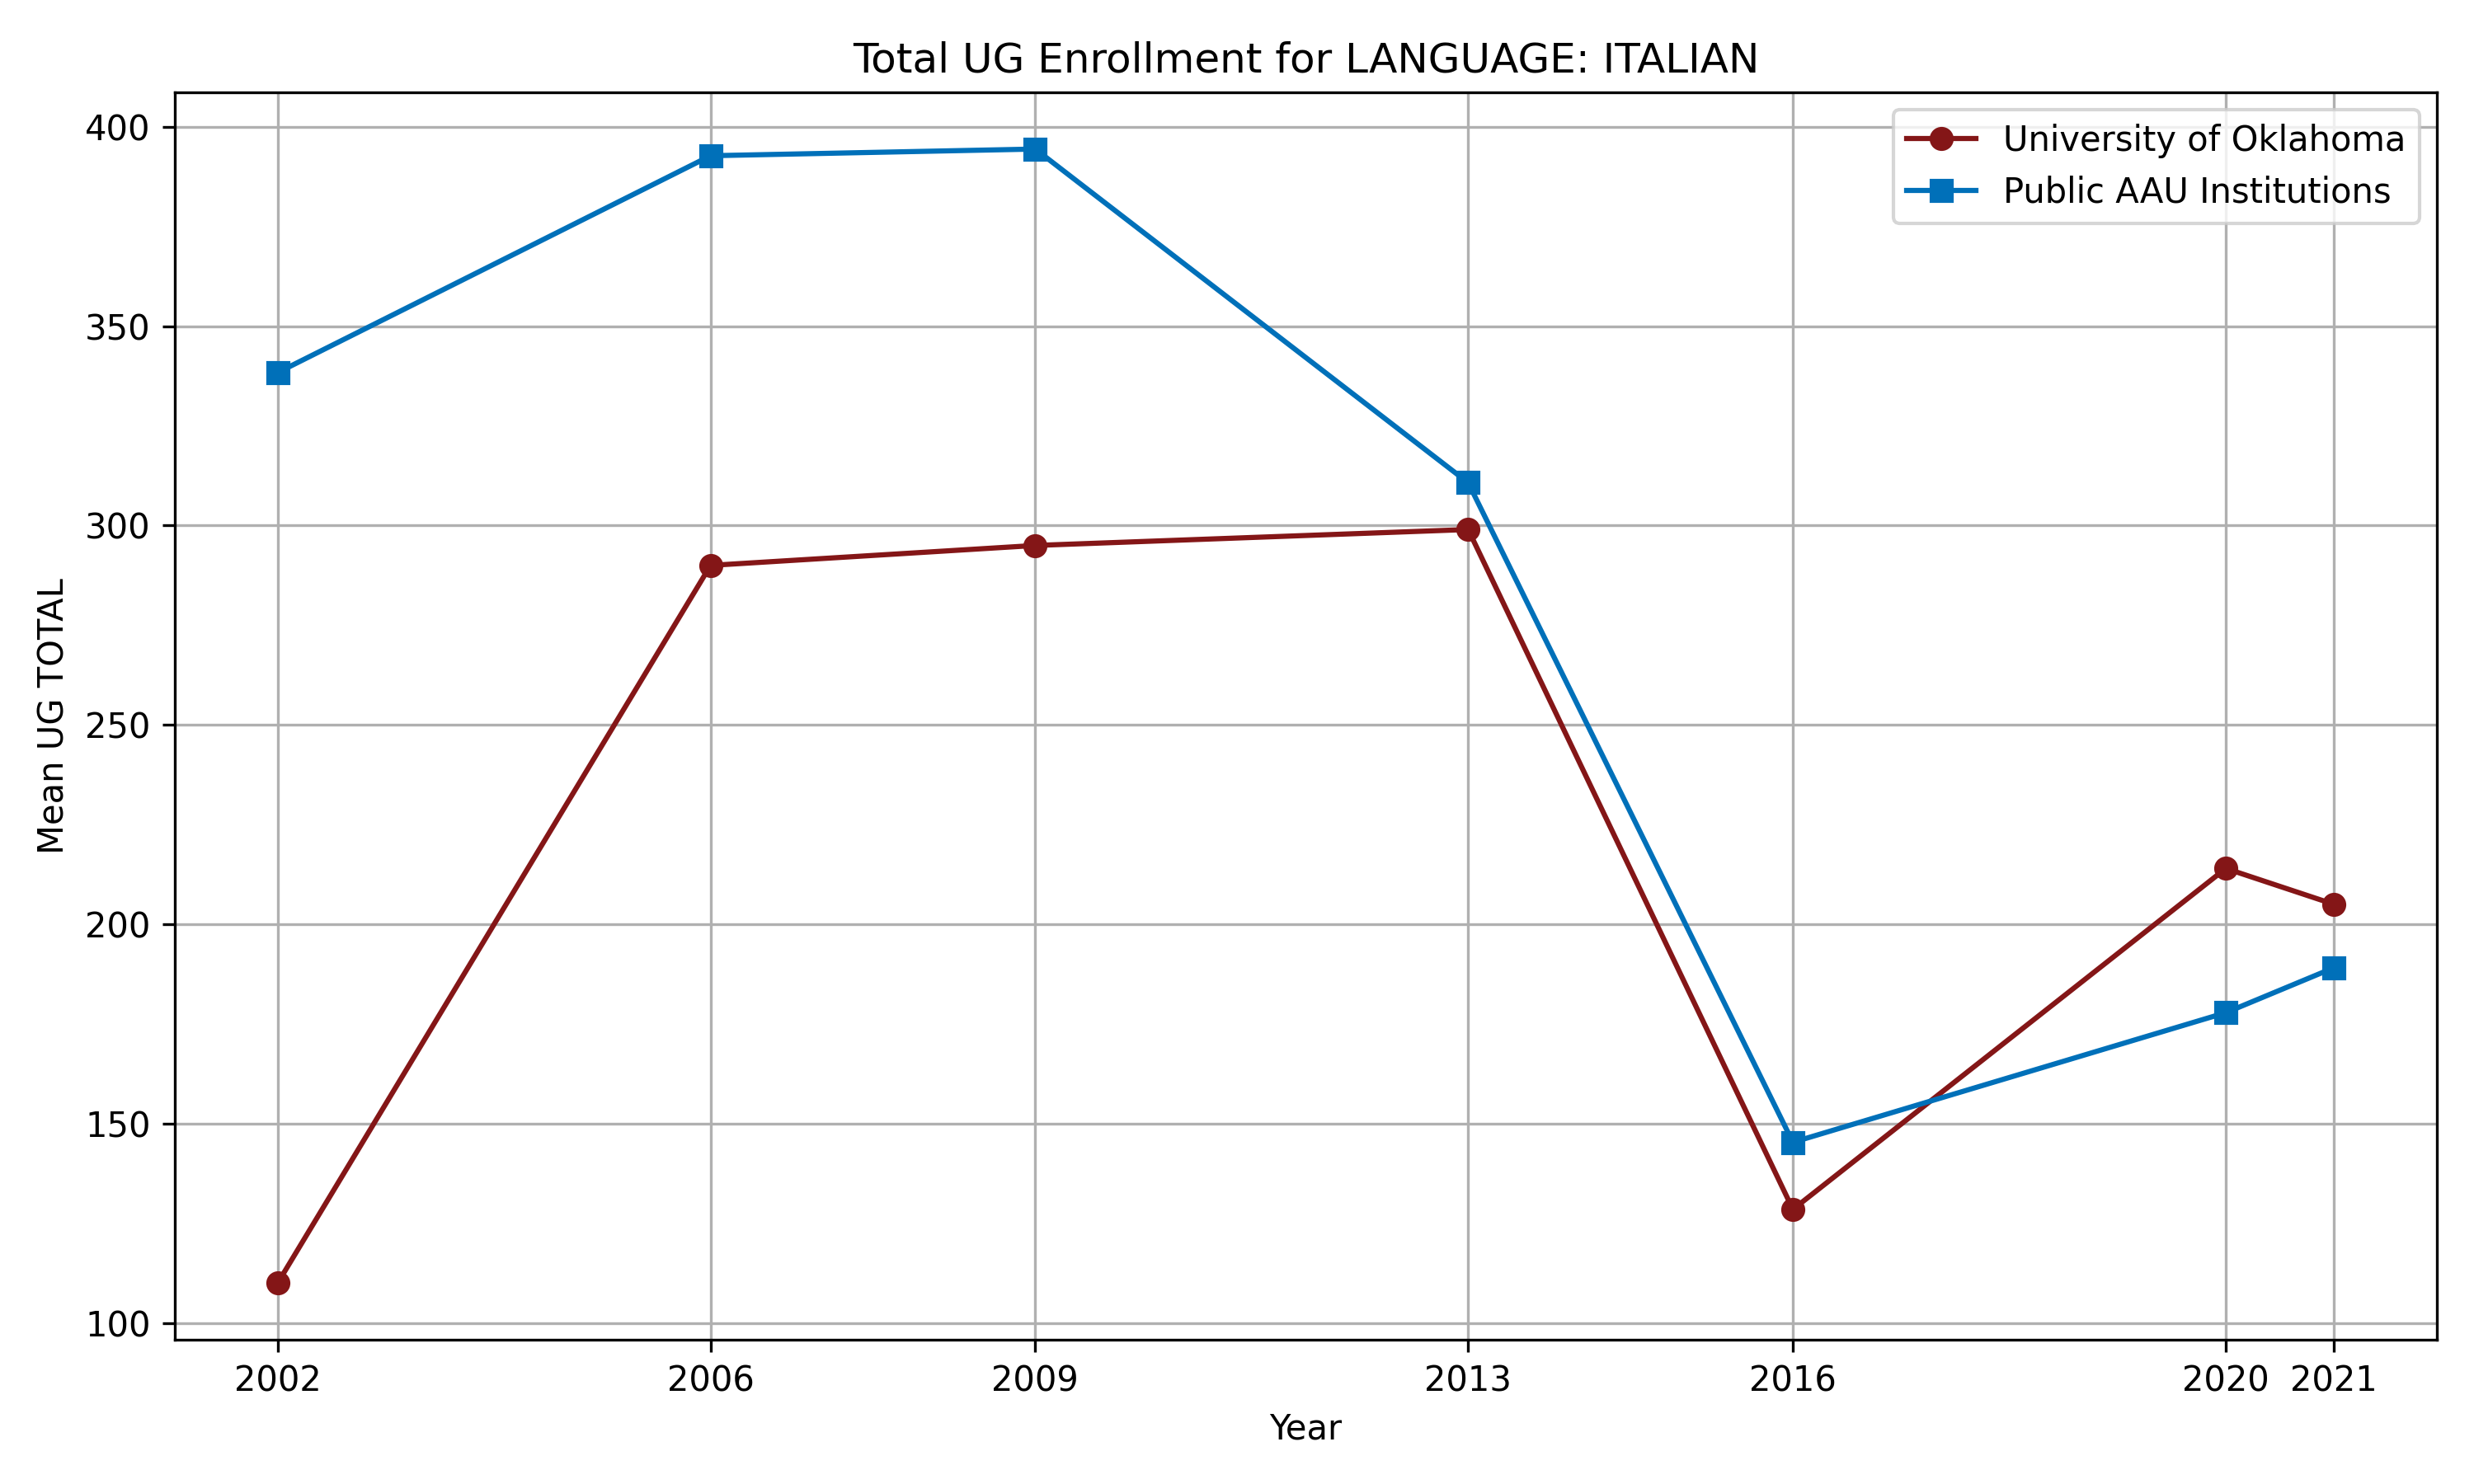 Total UG Enrollment for LANGUAGE: ITALIAN
University of Oklahoma
Public AAU Institutions
Mean UG TOTAL
400
350
300
250
200
150
100
2002 2006 2009 2013 2016 2020 2021
Year